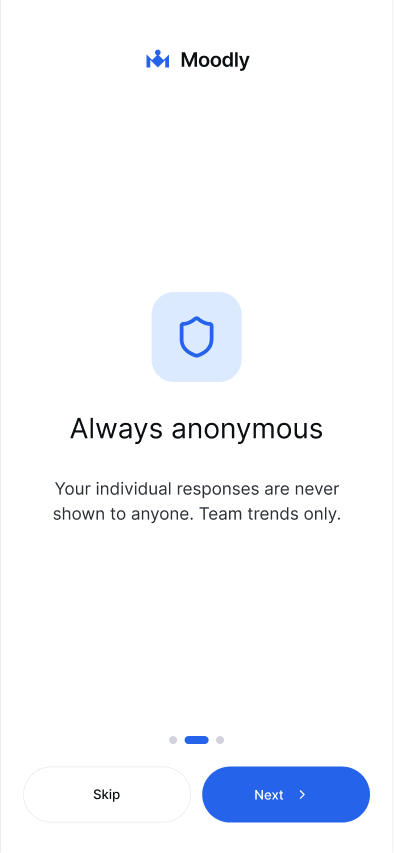 Moodly
Always anonymous
Your individual responses are never
shown to anyone. Team trends only.
Skip
Next